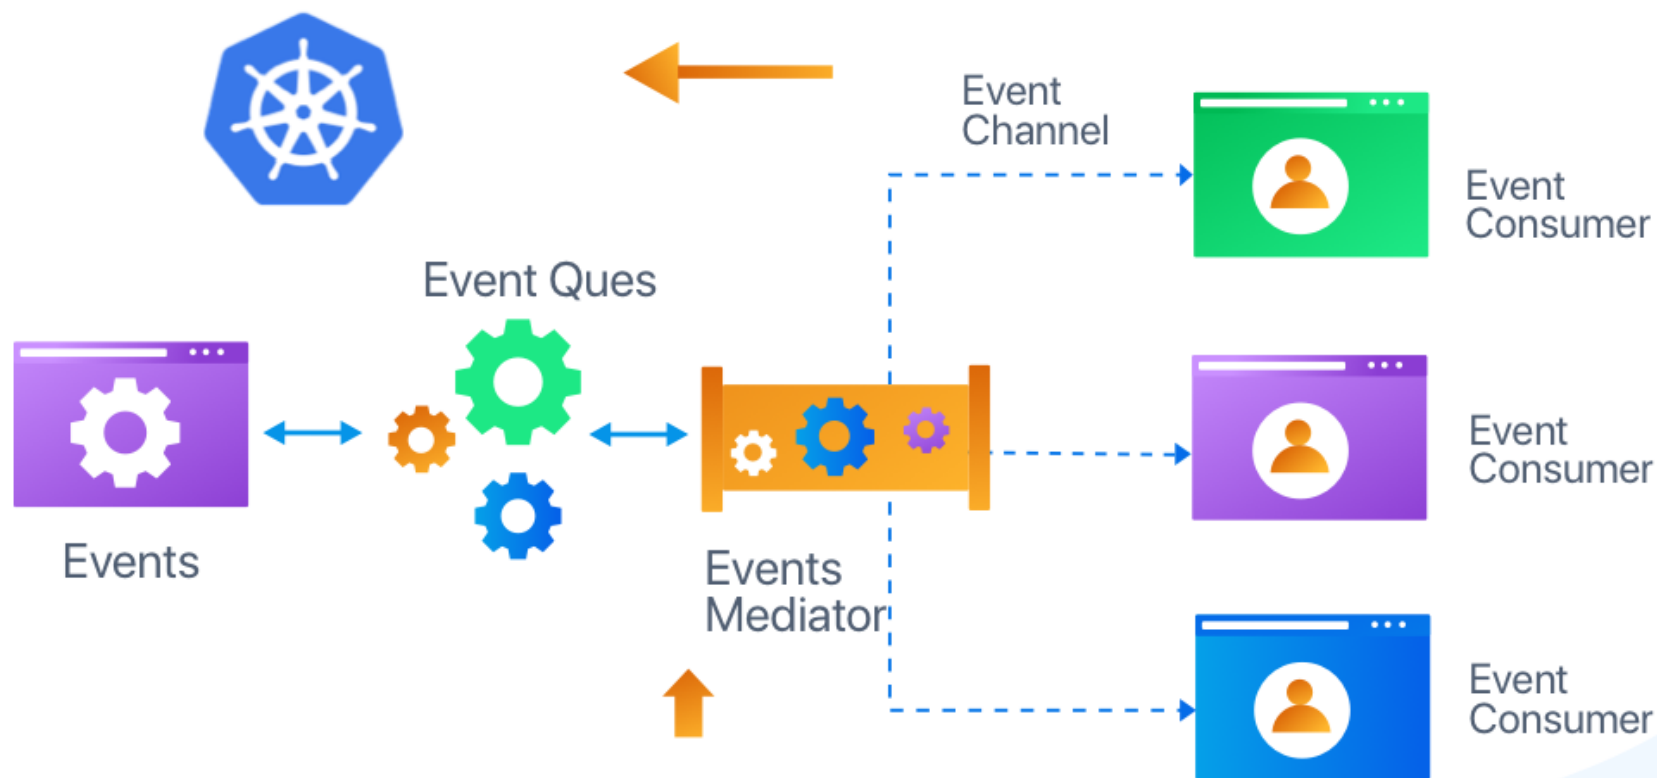 Event
Channel
Event
Consumer
Event Ques
Events
Events
Mediator
Event
Consumer
Event
Consumer